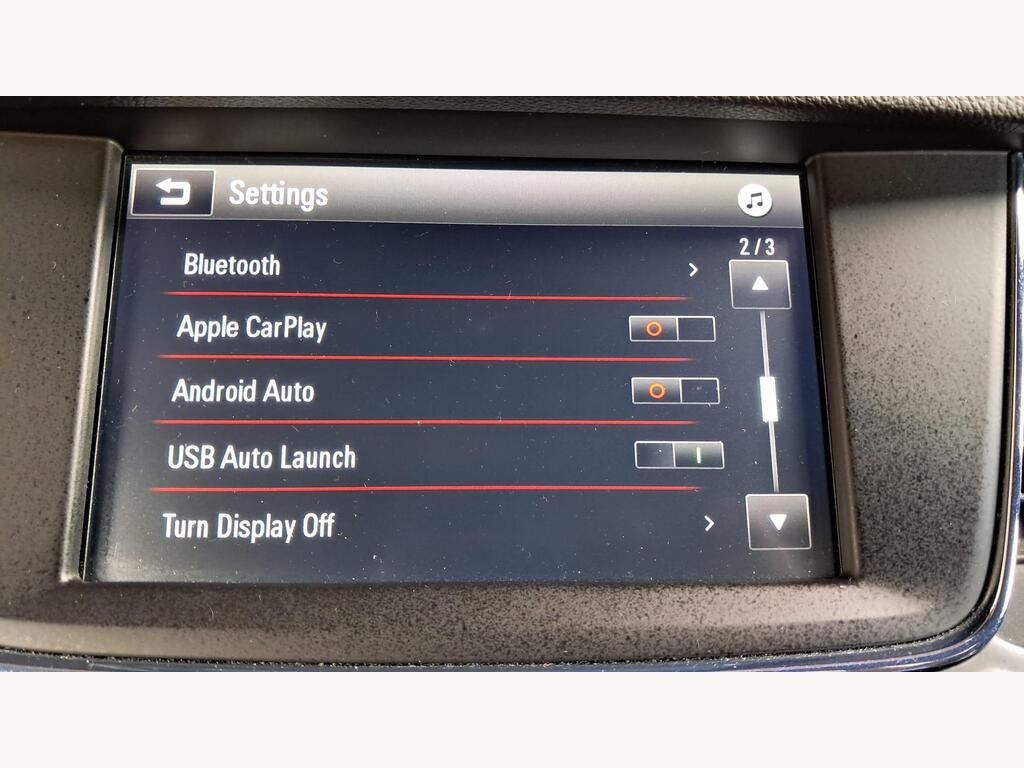 Settings
2/3
Bluetooth
Apple CarPlay
Android Auto
USB Auto Launch
Turn Display Off